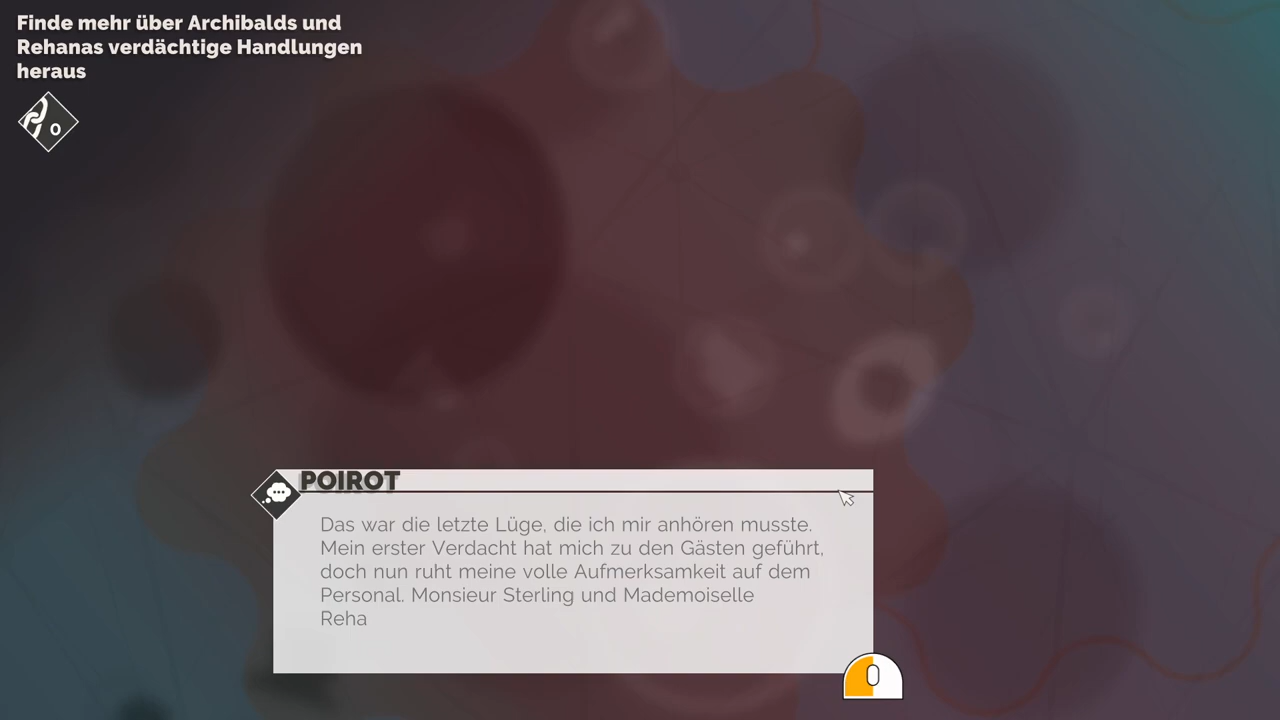 Finde mehr über Archibalds und
Rehanas verdächtige Handlungen
heraus
0
POIROT
Das war die letzte Lüge, die ich mir anhören musste.
Mein erster Verdacht hat mich zu den Gästen geführt,
doch nun ruht meine volle Aufmerksamkeit auf dem
Personal. Monsieur Sterling und Mademoiselle
Reha